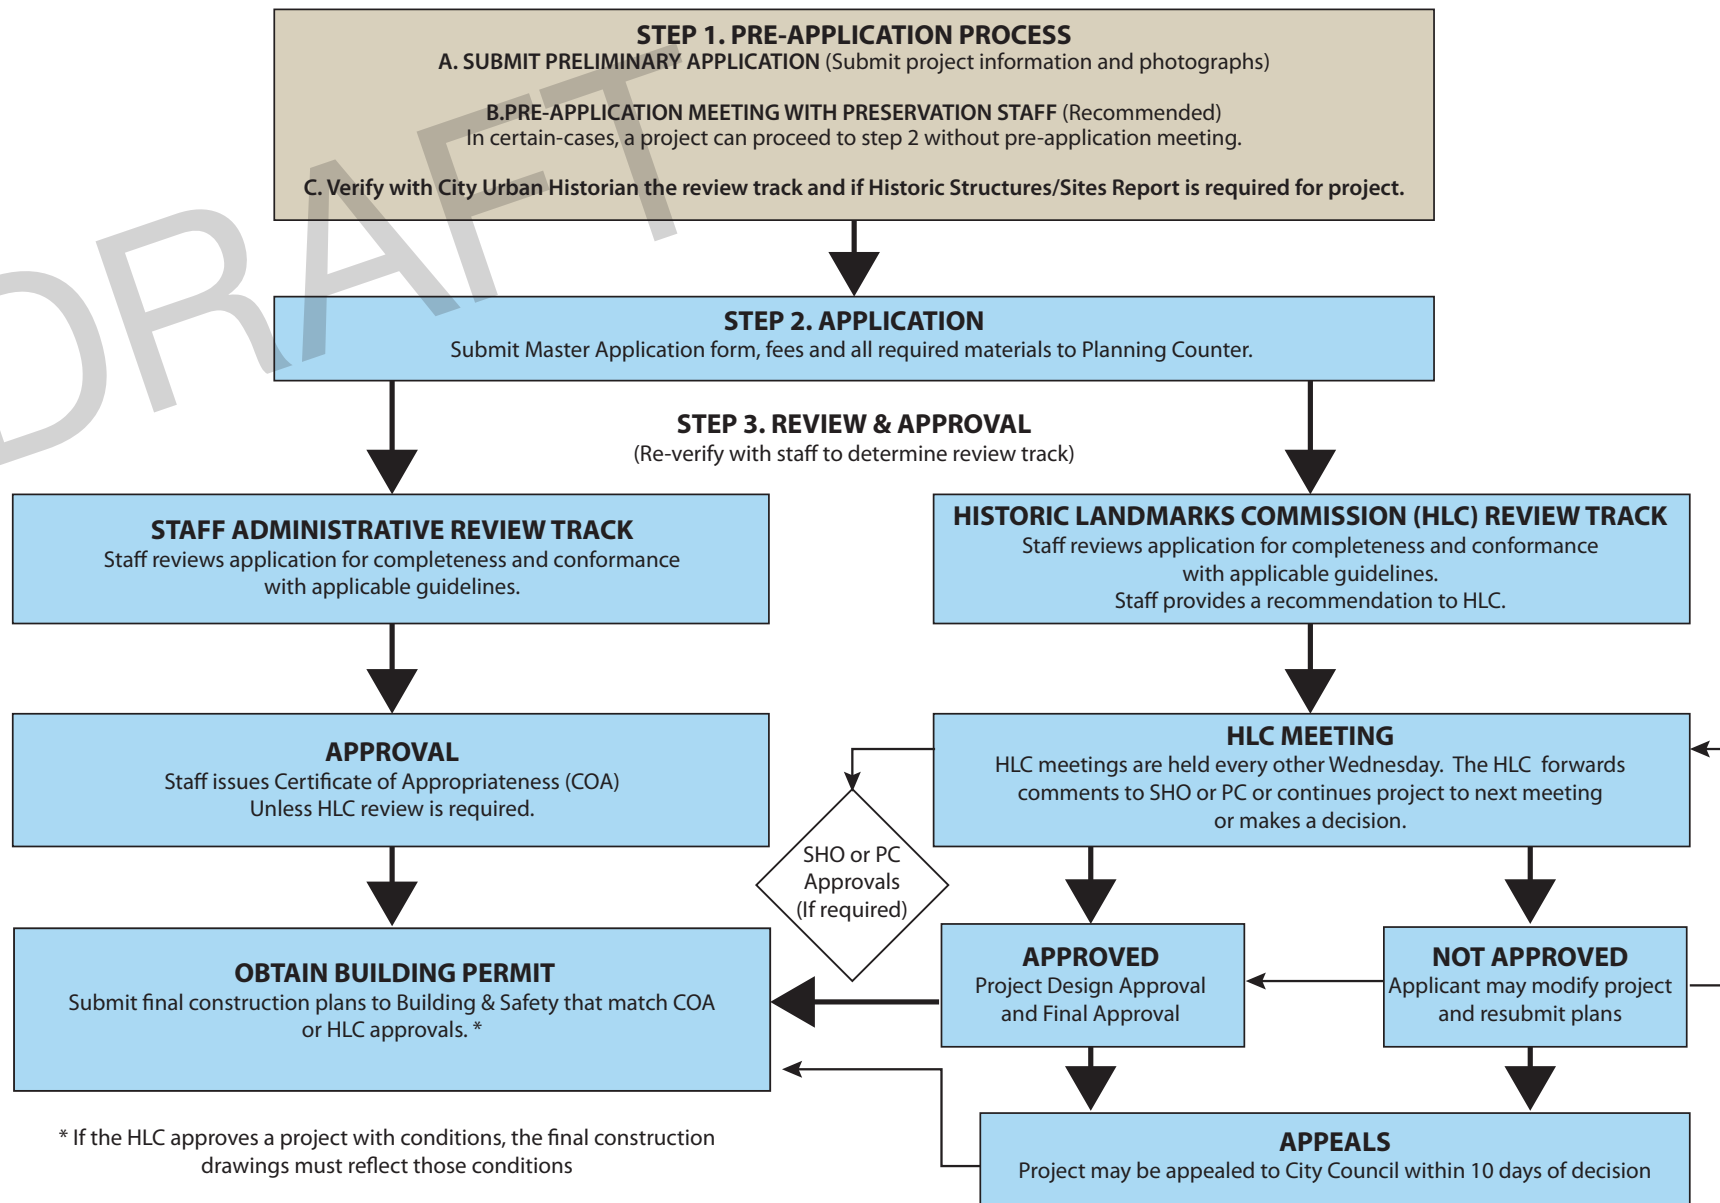 STEP 1. PRE-APPLICATION PROCESS
A. SUBMIT PRELIMINARY APPLICATION (Submit project information and photographs)
B.PRE-APPLICATION MEETING WITH PRESERVATION STAFF (Recommended)
In certain-cases, a project can proceed to step 2 without pre-application meeting.
C. Verify with City Urban Historian the review track and if Historic Structures/Sites Report is required for project.
DRAFT
STEP 2. APPLICATION
Submit Master Application form, fees and all required materials to Planning Counter.
STEP 3. REVIEW & APPROVAL
(Re-verify with staff to determine review track)
STAFF ADMINISTRATIVE REVIEW TRACK
Staff reviews application for completeness and conformance
with applicable guidelines.
HISTORIC LANDMARKS COMMISSION (HLC) REVIEW TRACK
Staff reviews application for completeness and conformance
with applicable guidelines.
Staff provides a recommendation to HLC.
APPROVAL
Staff issues Certificate of Appropriateness (COA)
Unless HLC review is required.
HLC MEETING
HLC meetings are held every other Wednesday. The HLC forwards
comments to SHO or PC or continues project to next meeting
or makes a decision.
SHO or PC
Approvals
(If required)
OBTAIN BUILDING PERMIT
Submit final construction plans to Building & Safety that match COA
or HLC approvals. *
APPROVED
Project Design Approval
and Final Approval
NOT APPROVED
Applicant may modify project
and resubmit plans
APPEALS
Project may be appealed to City Council within 10 days of decision
* If the HLC approves a project with conditions, the final construction
drawings must reflect those conditions